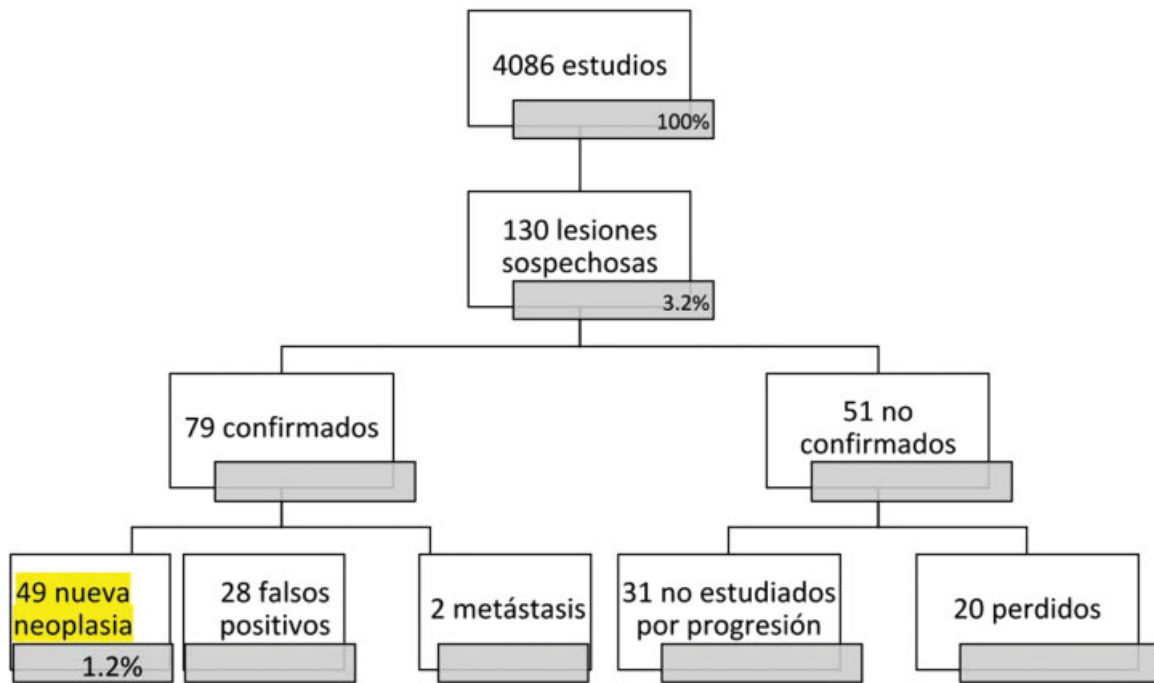 4086 estudios
100%
130 lesiones
sospechosas
3.2%
79 confirmados
51 no
confirmados
49 nueva
neoplasia
1.2%
28 falsos
positivos
2 metástasis
31 no estudiados
por progresión
20 perdidos